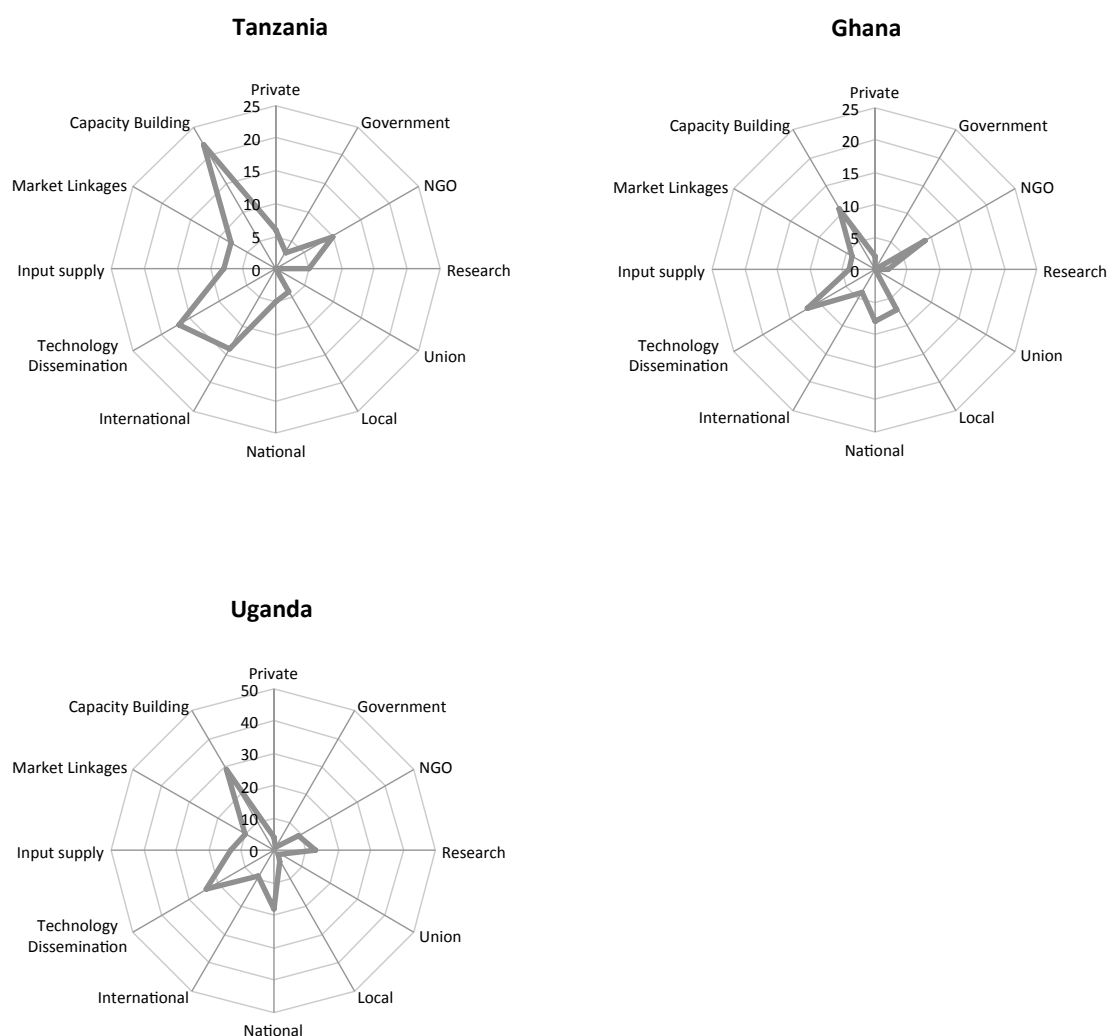 Tanzania
Private
Government
NGO
Research
Union
Local
National
International
Technology
Dissemination
Input supply
Market Linkages
Capacity Building
25
20
15
10
5
0
Ghana
Private
Government
NGO
Research
Union
Local
National
International
Technology
Dissemination
Input supply
Market Linkages
Capacity Building
25
20
15
10
5
0
Uganda
Private
Government
NGO
Research
Union
Local
National
International
Technology
Dissemination
Input supply
Market Linkages
Capacity Building
50
40
30
20
10
0